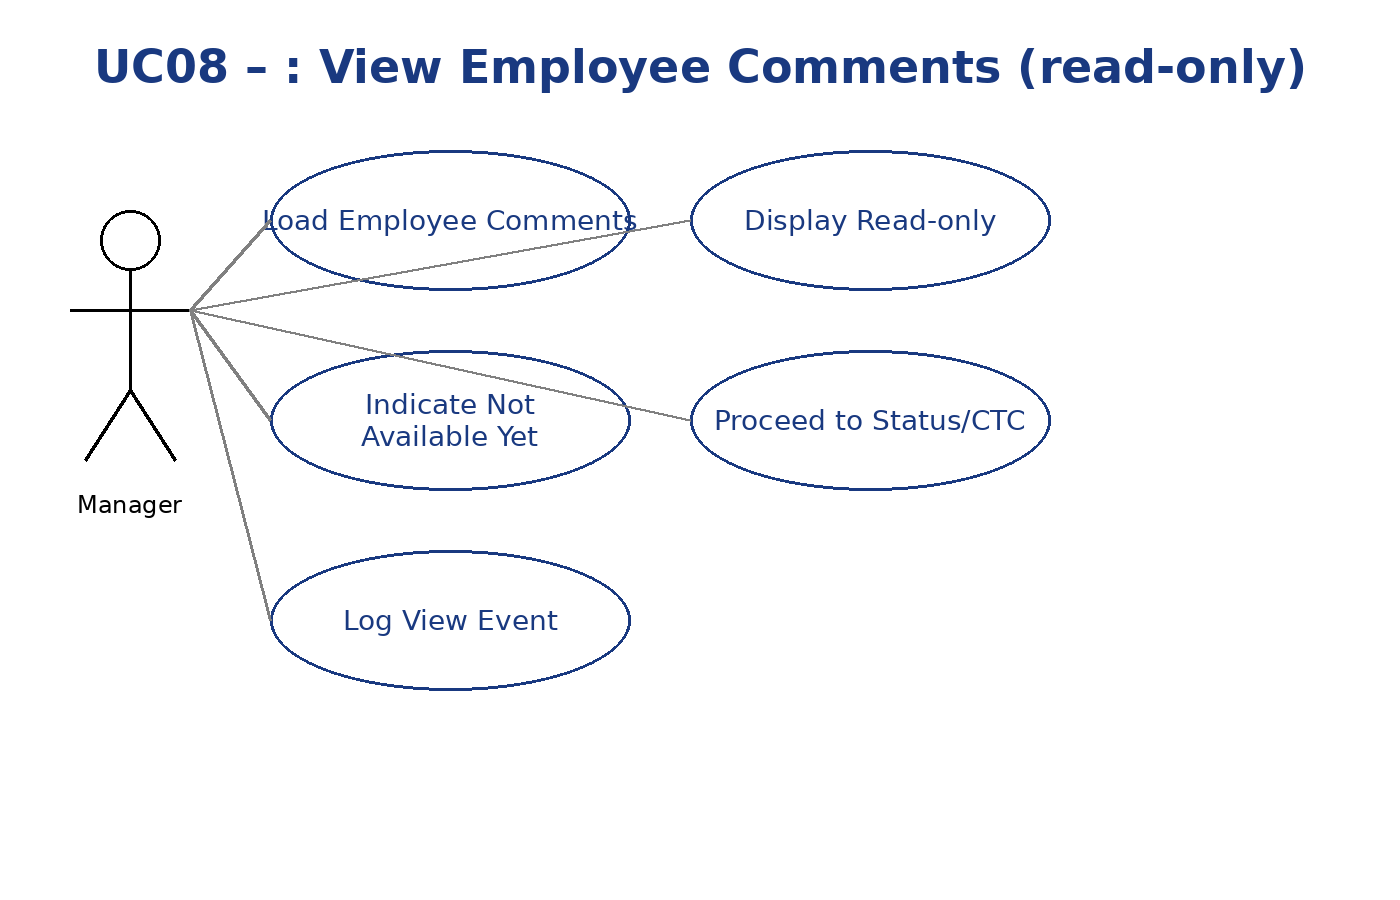 UC08 – : View Employee Comments (read-only)
Load Employee Comments
Display Read-only
Indicate Not
Available Yet
Proceed to Status/CTC
Manager
Log View Event